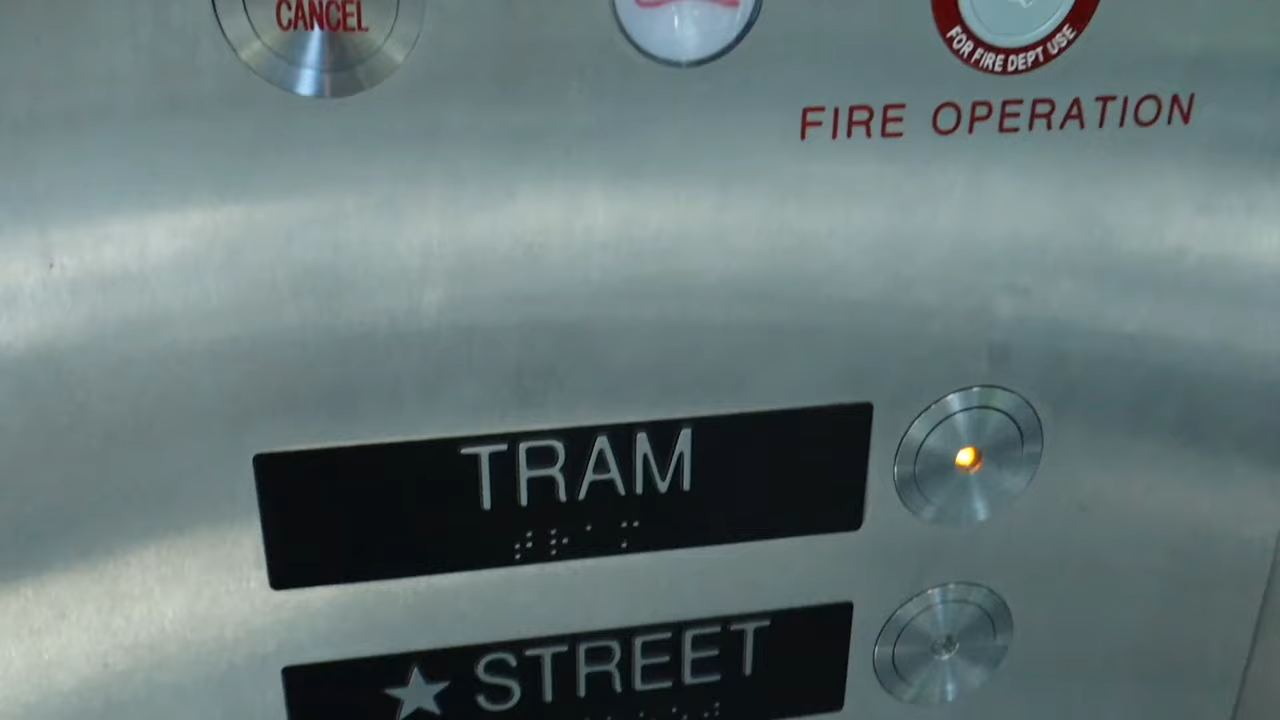 CANCEL
FOR FIRE DEPT USE
FIRE OPERATION
TRAM
⠞⠗⠁⠍
★ STREET